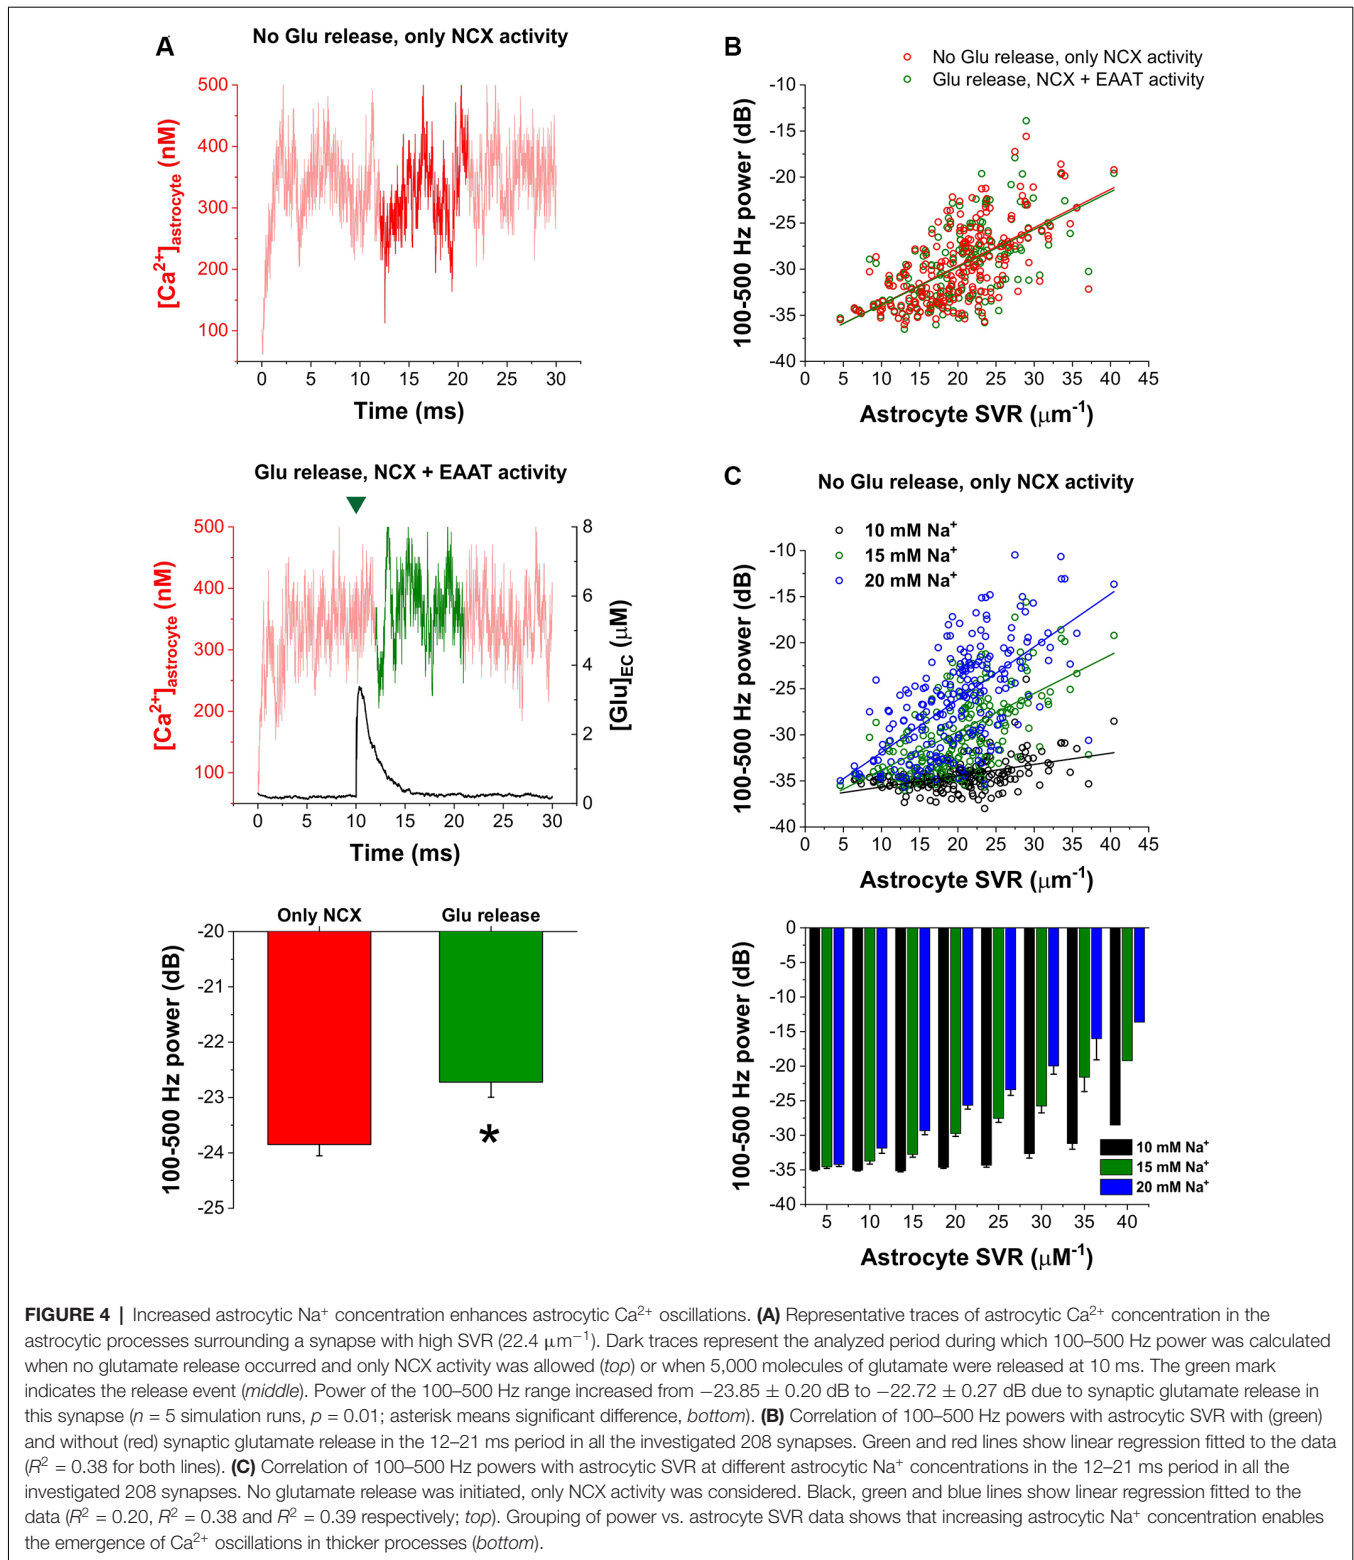 A
No Glu release, only NCX activity
500
400
300
200
100
[Ca²⁺]astrocyte (nM)
0 5 10 15 20 25 30
Time (ms)
B
No Glu release, only NCX activity
Glu release, NCX + EAAT activity
-10
-15
-20
-25
-30
-35
-40
100-500 Hz power (dB)
0 5 10 15 20 25 30 35 40 45
Astrocyte SVR (μm⁻¹)
Glu release, NCX + EAAT activity
500
400
300
200
100
[Ca²⁺]astrocyte (nM)
8
6
4
2
0
[Glu]EC (μM)
0 5 10 15 20 25 30
Time (ms)
C
No Glu release, only NCX activity
10 mM Na⁺
15 mM Na⁺
20 mM Na⁺
-10
-15
-20
-25
-30
-35
-40
100-500 Hz power (dB)
0 5 10 15 20 25 30 35 40 45
Astrocyte SVR (μm⁻¹)
Only NCX Glu release
-20
-21
-22
-23
-24
-25
100-500 Hz power (dB)
*
0
-5
-10
-15
-20
-25
-30
-35
-40
100-500 Hz power (dB)
10 mM Na⁺
15 mM Na⁺
20 mM Na⁺
5 10 15 20 25 30 35 40
Astrocyte SVR (μM⁻¹)
FIGURE 4 | Increased astrocytic Na⁺ concentration enhances astrocytic Ca²⁺ oscillations. (A) Representative traces of astrocytic Ca²⁺ concentration in the
astrocytic processes surrounding a synapse with high SVR (22.4 μm⁻¹). Dark traces represent the analyzed period during which 100–500 Hz power was calculated
when no glutamate release occurred and only NCX activity was allowed (top) or when 5,000 molecules of glutamate were released at 10 ms. The green mark
indicates the release event (middle). Power of the 100–500 Hz range increased from −23.85 ± 0.20 dB to −22.72 ± 0.27 dB due to synaptic glutamate release in
this synapse (n = 5 simulation runs, p = 0.01; asterisk means significant difference, bottom). (B) Correlation of 100–500 Hz powers with astrocytic SVR with (green)
and without (red) synaptic glutamate release in the 12–21 ms period in all the investigated 208 synapses. Green and red lines show linear regression fitted to the data
(R² = 0.38 for both lines). (C) Correlation of 100–500 Hz powers with astrocytic SVR at different astrocytic Na⁺ concentrations in the 12–21 ms period in all the
investigated 208 synapses. No glutamate release was initiated, only NCX activity was considered. Black, green and blue lines show linear regression fitted to the
data (R² = 0.20, R² = 0.38 and R² = 0.39 respectively; top). Grouping of power vs. astrocyte SVR data shows that increasing astrocytic Na⁺ concentration enables
the emergence of Ca²⁺ oscillations in thicker processes (bottom).